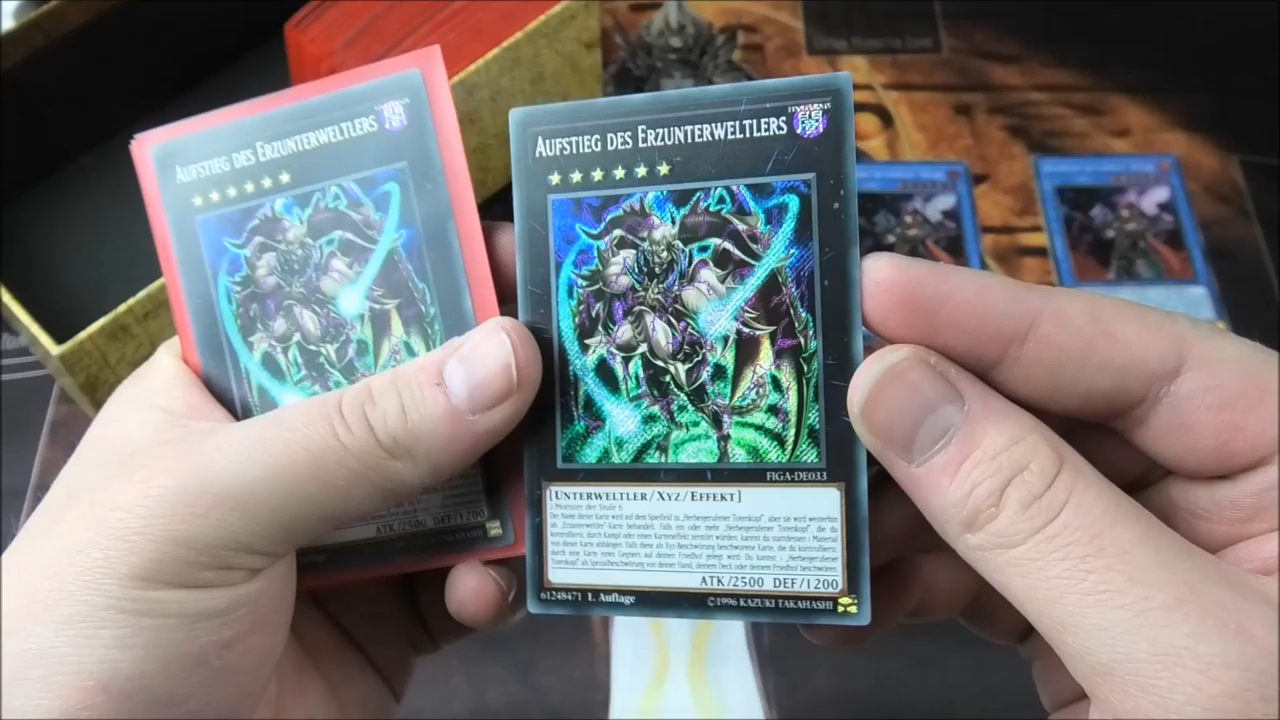 AUFSTIEG DES ERZUNTERWELTLERS
ATK/2500 DEF/1200
AUFSTIEG DES ERZUNTERWELTLERS
FIGA-DE033
[UNTERWELTLER/XYZ/EFFEKT]
2 Monster der Stufe 6
Der Name dieser Karte wird auf dem Spielfeld zu „Herbeigerufener Totenkopf“, aber sie wird weiterhin
als „Erzunterweltler“-Karte behandelt. Falls ein oder mehr „Herbeigerufener Totenkopf“, die du
kontrollierst, durch Kampf oder einen Karteneffekt zerstört würden, kannst du stattdessen 1 Material
von dieser Karte abhängen. Falls diese als Xyz-Beschwörung beschworene Karte, die du kontrollierst,
durch eine Karte eines Gegners auf deinen Friedhof gelegt wird: Du kannst 1 „Herbeigerufener
Totenkopf“ als Spezialbeschwörung von deiner Hand, deinem Deck oder deinem Friedhof beschwören.
ATK/2500 DEF/1200
61248471 1. Auflage ©1996 KAZUKI TAKAHASHI